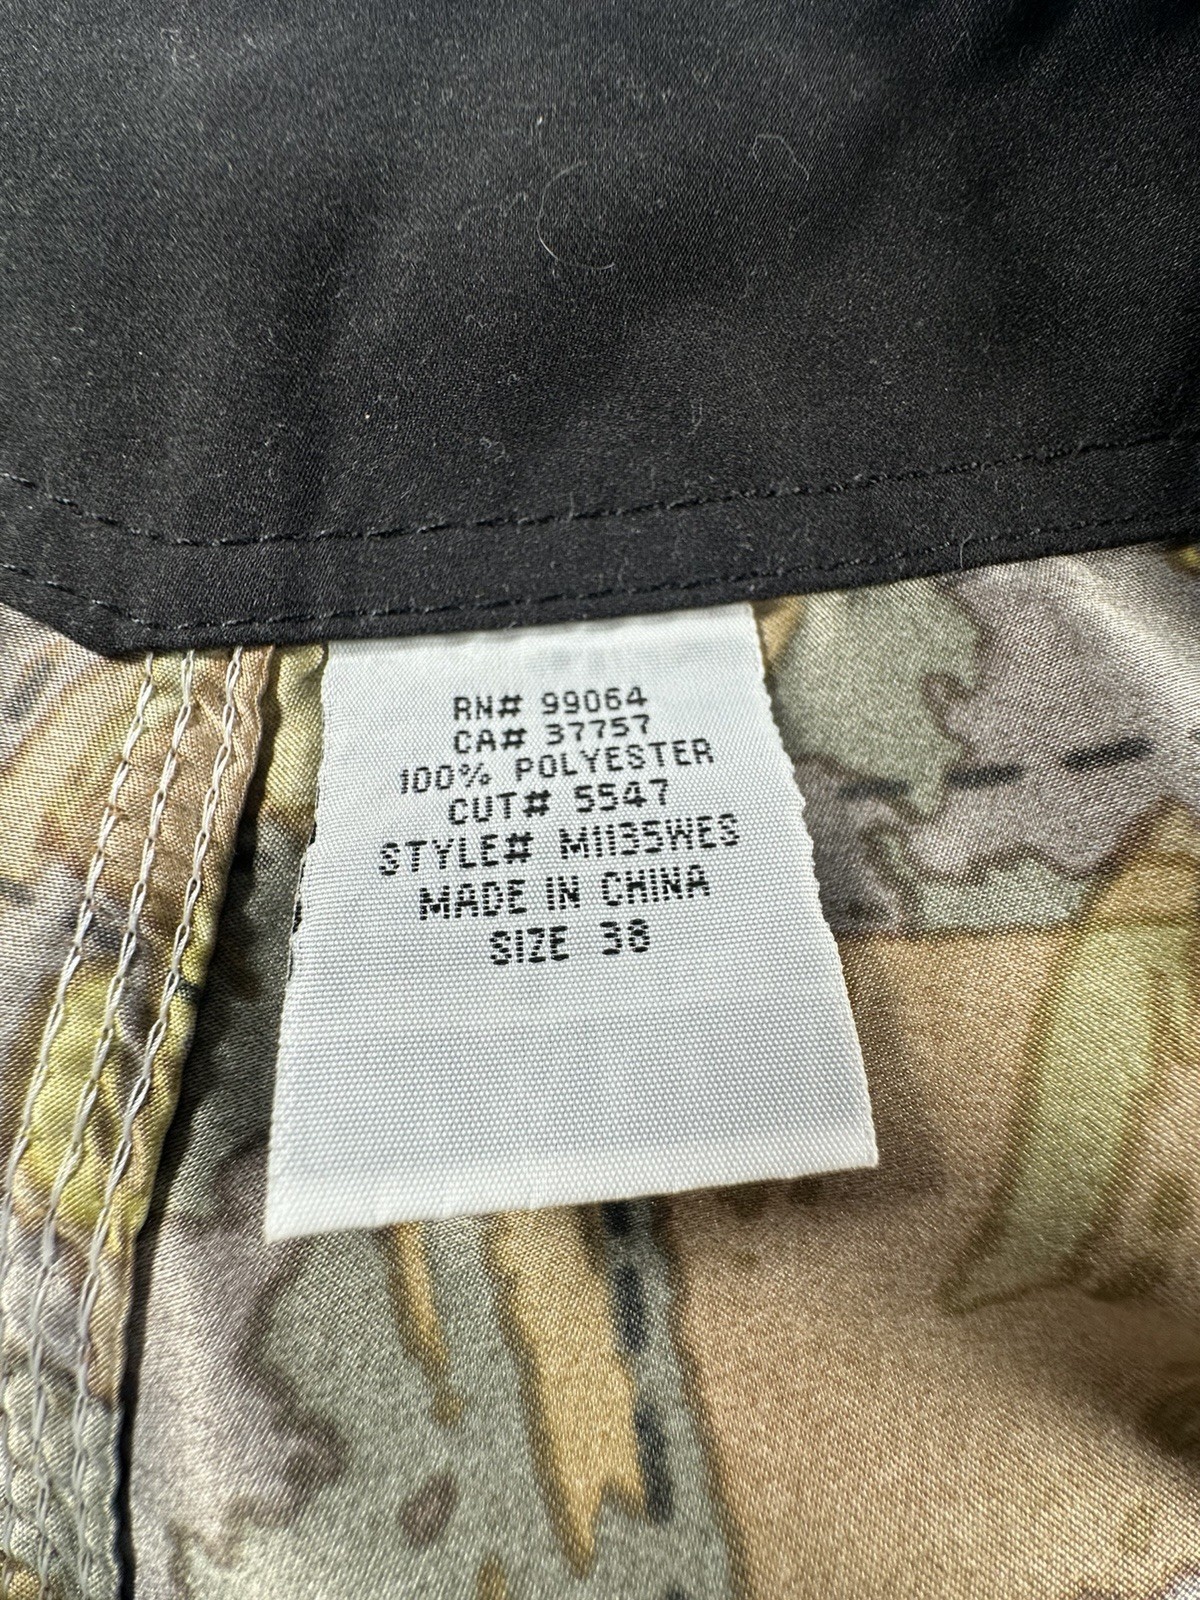 RN# 99064
CA# 37757
100% POLYESTER
CUT# 5547
STYLE# M1135WES
MADE IN CHINA
SIZE 38